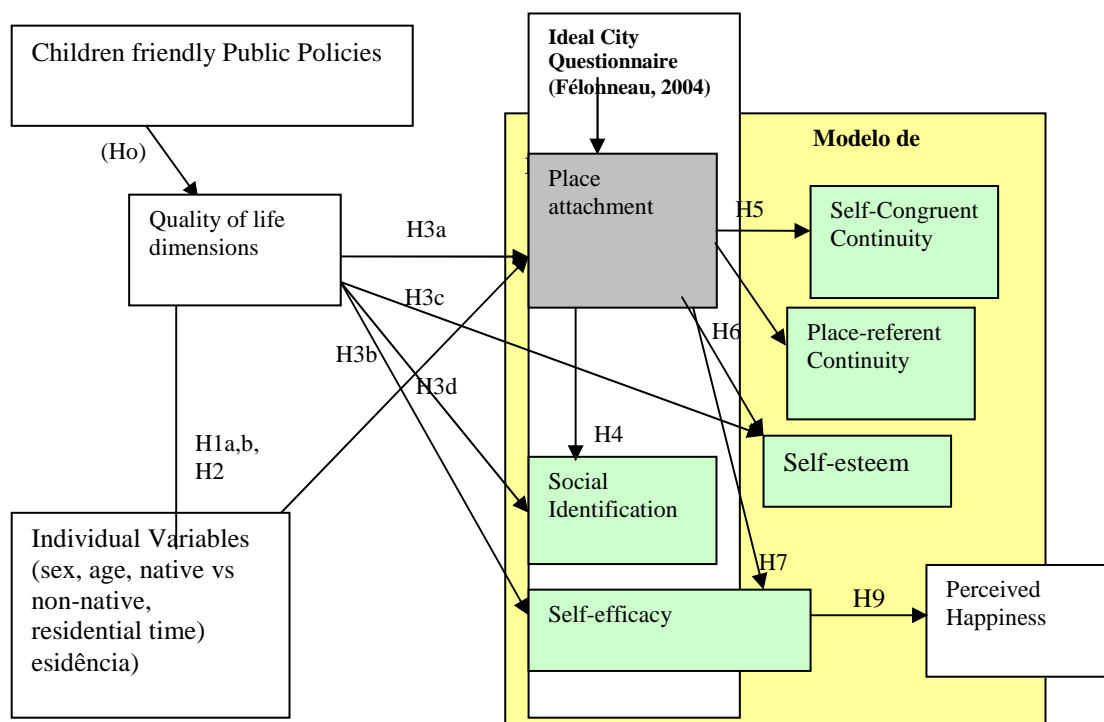 Children friendly Public Policies
Ideal City
Questionnaire
(Félonneau, 2004)
(Ho)
Modelo de
Quality of life
dimensions
H3a
Place
attachment
H5
Self-Congruent
Continuity
H3c
H6
Place-referent
Continuity
H3b
H3d
H1a,b,
H2
H4
Self-esteem
Social
Identification
Individual Variables
(sex, age, native vs
non-native,
residential time)
esidência)
H7
Self-efficacy
H9
Perceived
Happiness